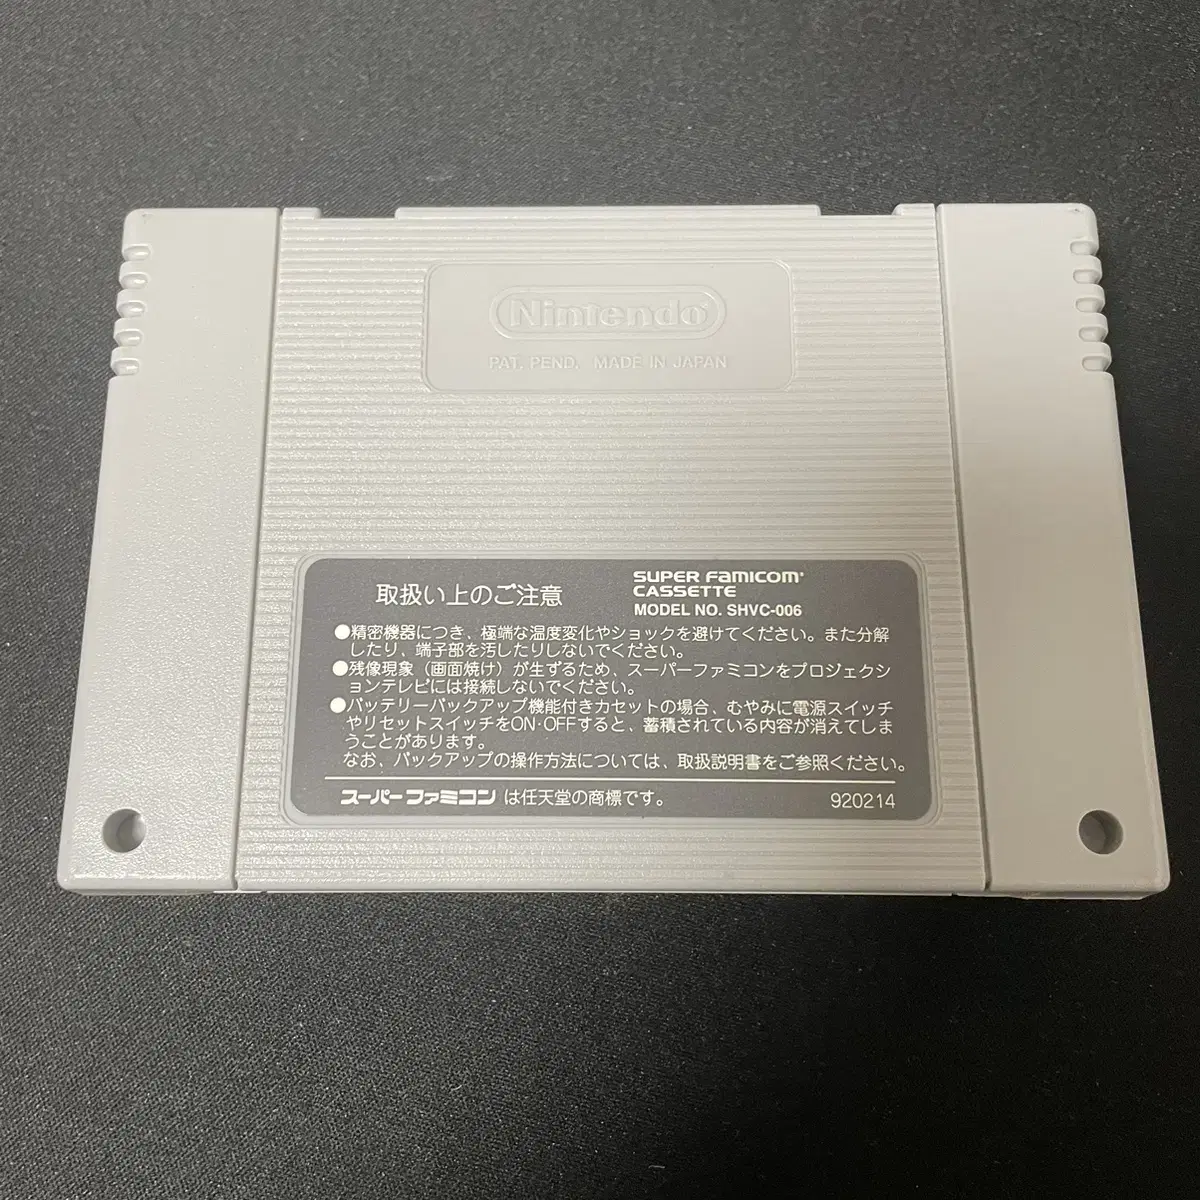 Nintendo
PAT. PEND. MADE IN JAPAN
取扱い上のご注意
SUPER FAMICOM
CASSETTE
MODEL NO. SHVC-006
●精密機器につき、極端な温度変化やショックを避けてください。また分解
したり、端子部を汚したりしないでください。
●残像現象（画面焼け）が生ずるため、スーパーファミコンをプロジェクシ
ョンテレビには接続しないでください。
●バッテリーバックアップ機能付きカセットの場合、むやみに電源スイッチ
やリセットスイッチをON･OFFすると、蓄積されている内容が消えてしま
うことがあります。
なお、バックアップの操作方法については、取扱説明書をご参照ください。
スーパーファミコン は任天堂の商標です。
920214